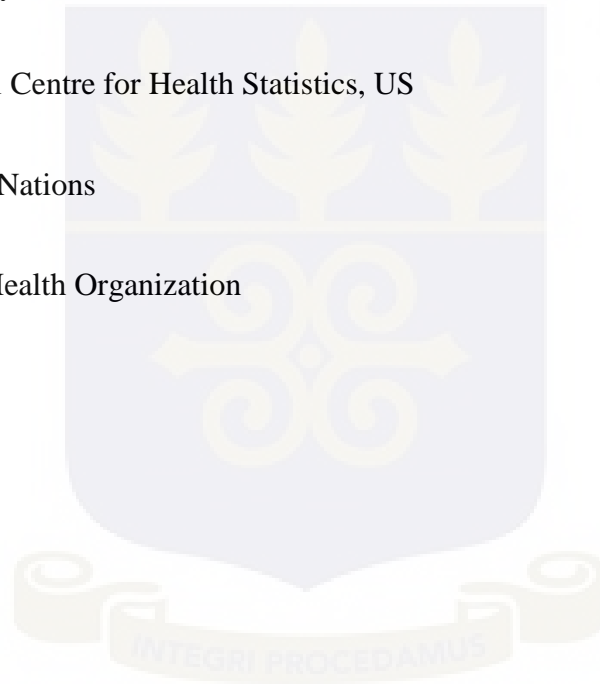 Centre for Health Statistics, US
Nations
Health Organization
INTEGRI PROCEDAMUS